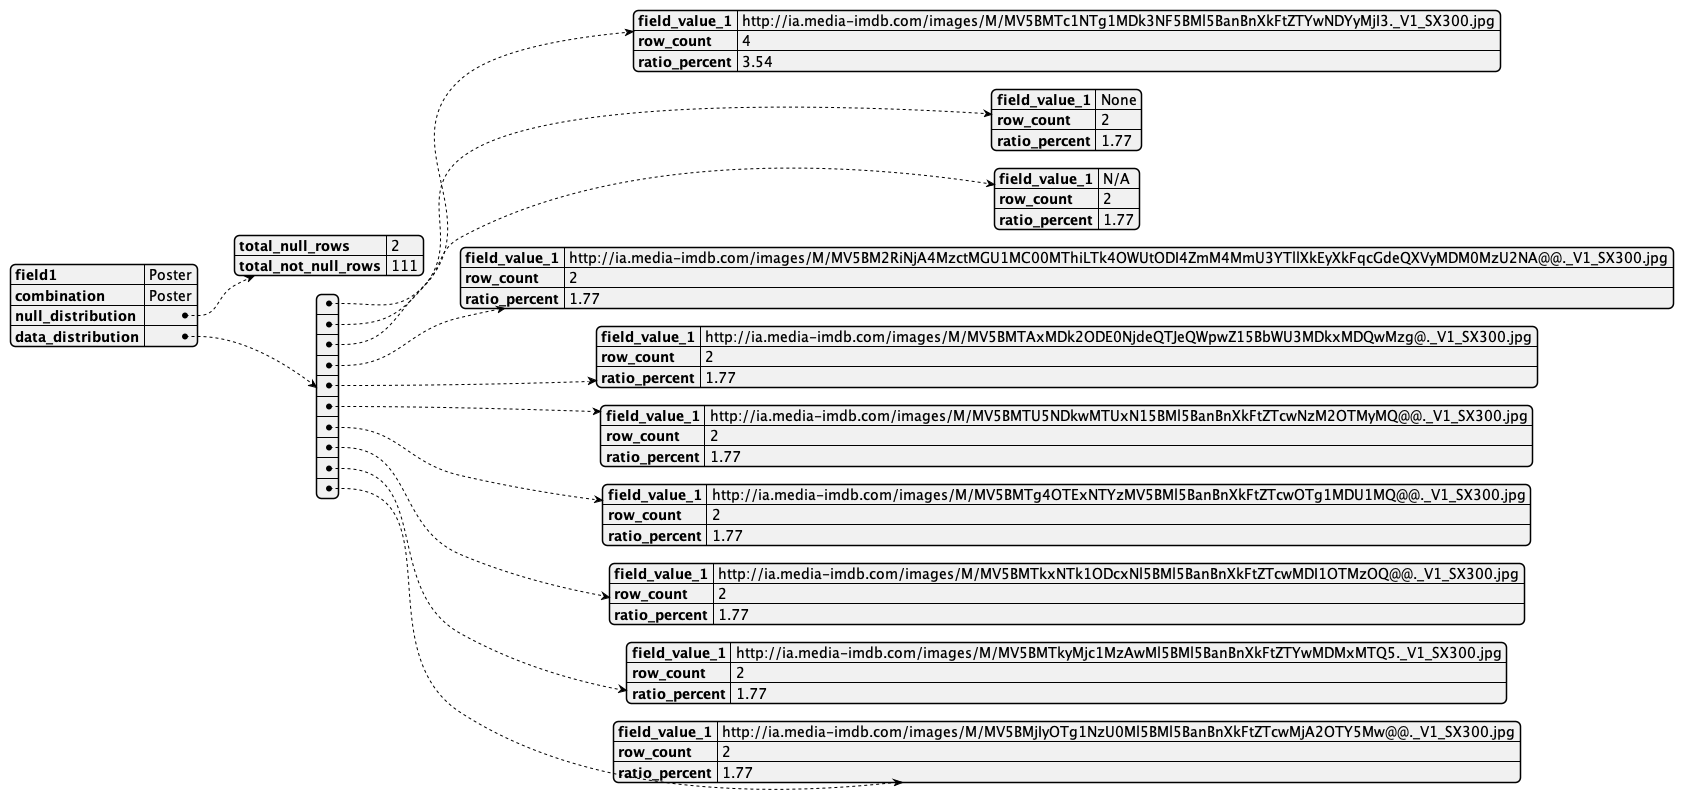 field1 Poster
combination Poster
null_distribution
data_distribution
total_null_rows 2
total_not_null_rows 111
field_value_1 http://ia.media-imdb.com/images/M/MV5BMTc1NTg1MDk3NF5BMl5BanBnXkFtZTYwNDYyMjI3._V1_SX300.jpg
row_count 4
ratio_percent 3.54
field_value_1 None
row_count 2
ratio_percent 1.77
field_value_1 N/A
row_count 2
ratio_percent 1.77
field_value_1 http://ia.media-imdb.com/images/M/MV5BM2RiNjA4MzctMGU1MC00MThiLTk4OWUtODI4ZmM4MmU3YTllXkEyXkFqcGdeQXVyMDM0MzU2NA@@._V1_SX300.jpg
row_count 2
ratio_percent 1.77
field_value_1 http://ia.media-imdb.com/images/M/MV5BMTAxMDk2ODE0NjdeQTJeQWpwZ15BbWU3MDkxMDQwMzg@._V1_SX300.jpg
row_count 2
ratio_percent 1.77
field_value_1 http://ia.media-imdb.com/images/M/MV5BMTU5NDkwMTUxN15BMl5BanBnXkFtZTcwNzM2OTMyMQ@@._V1_SX300.jpg
row_count 2
ratio_percent 1.77
field_value_1 http://ia.media-imdb.com/images/M/MV5BMTg4OTExNTYzMV5BMl5BanBnXkFtZTcwOTg1MDU1MQ@@._V1_SX300.jpg
row_count 2
ratio_percent 1.77
field_value_1 http://ia.media-imdb.com/images/M/MV5BMTkxNTk1ODcxNl5BMl5BanBnXkFtZTcwMDI1OTMzOQ@@._V1_SX300.jpg
row_count 2
ratio_percent 1.77
field_value_1 http://ia.media-imdb.com/images/M/MV5BMTkyMjc1MzAwMl5BMl5BanBnXkFtZTYwMDMxMTQ5._V1_SX300.jpg
row_count 2
ratio_percent 1.77
field_value_1 http://ia.media-imdb.com/images/M/MV5BMjIyOTg1NzU0Ml5BMl5BanBnXkFtZTcwMjA2OTY5Mw@@._V1_SX300.jpg
row_count 2
ratio_percent 1.77